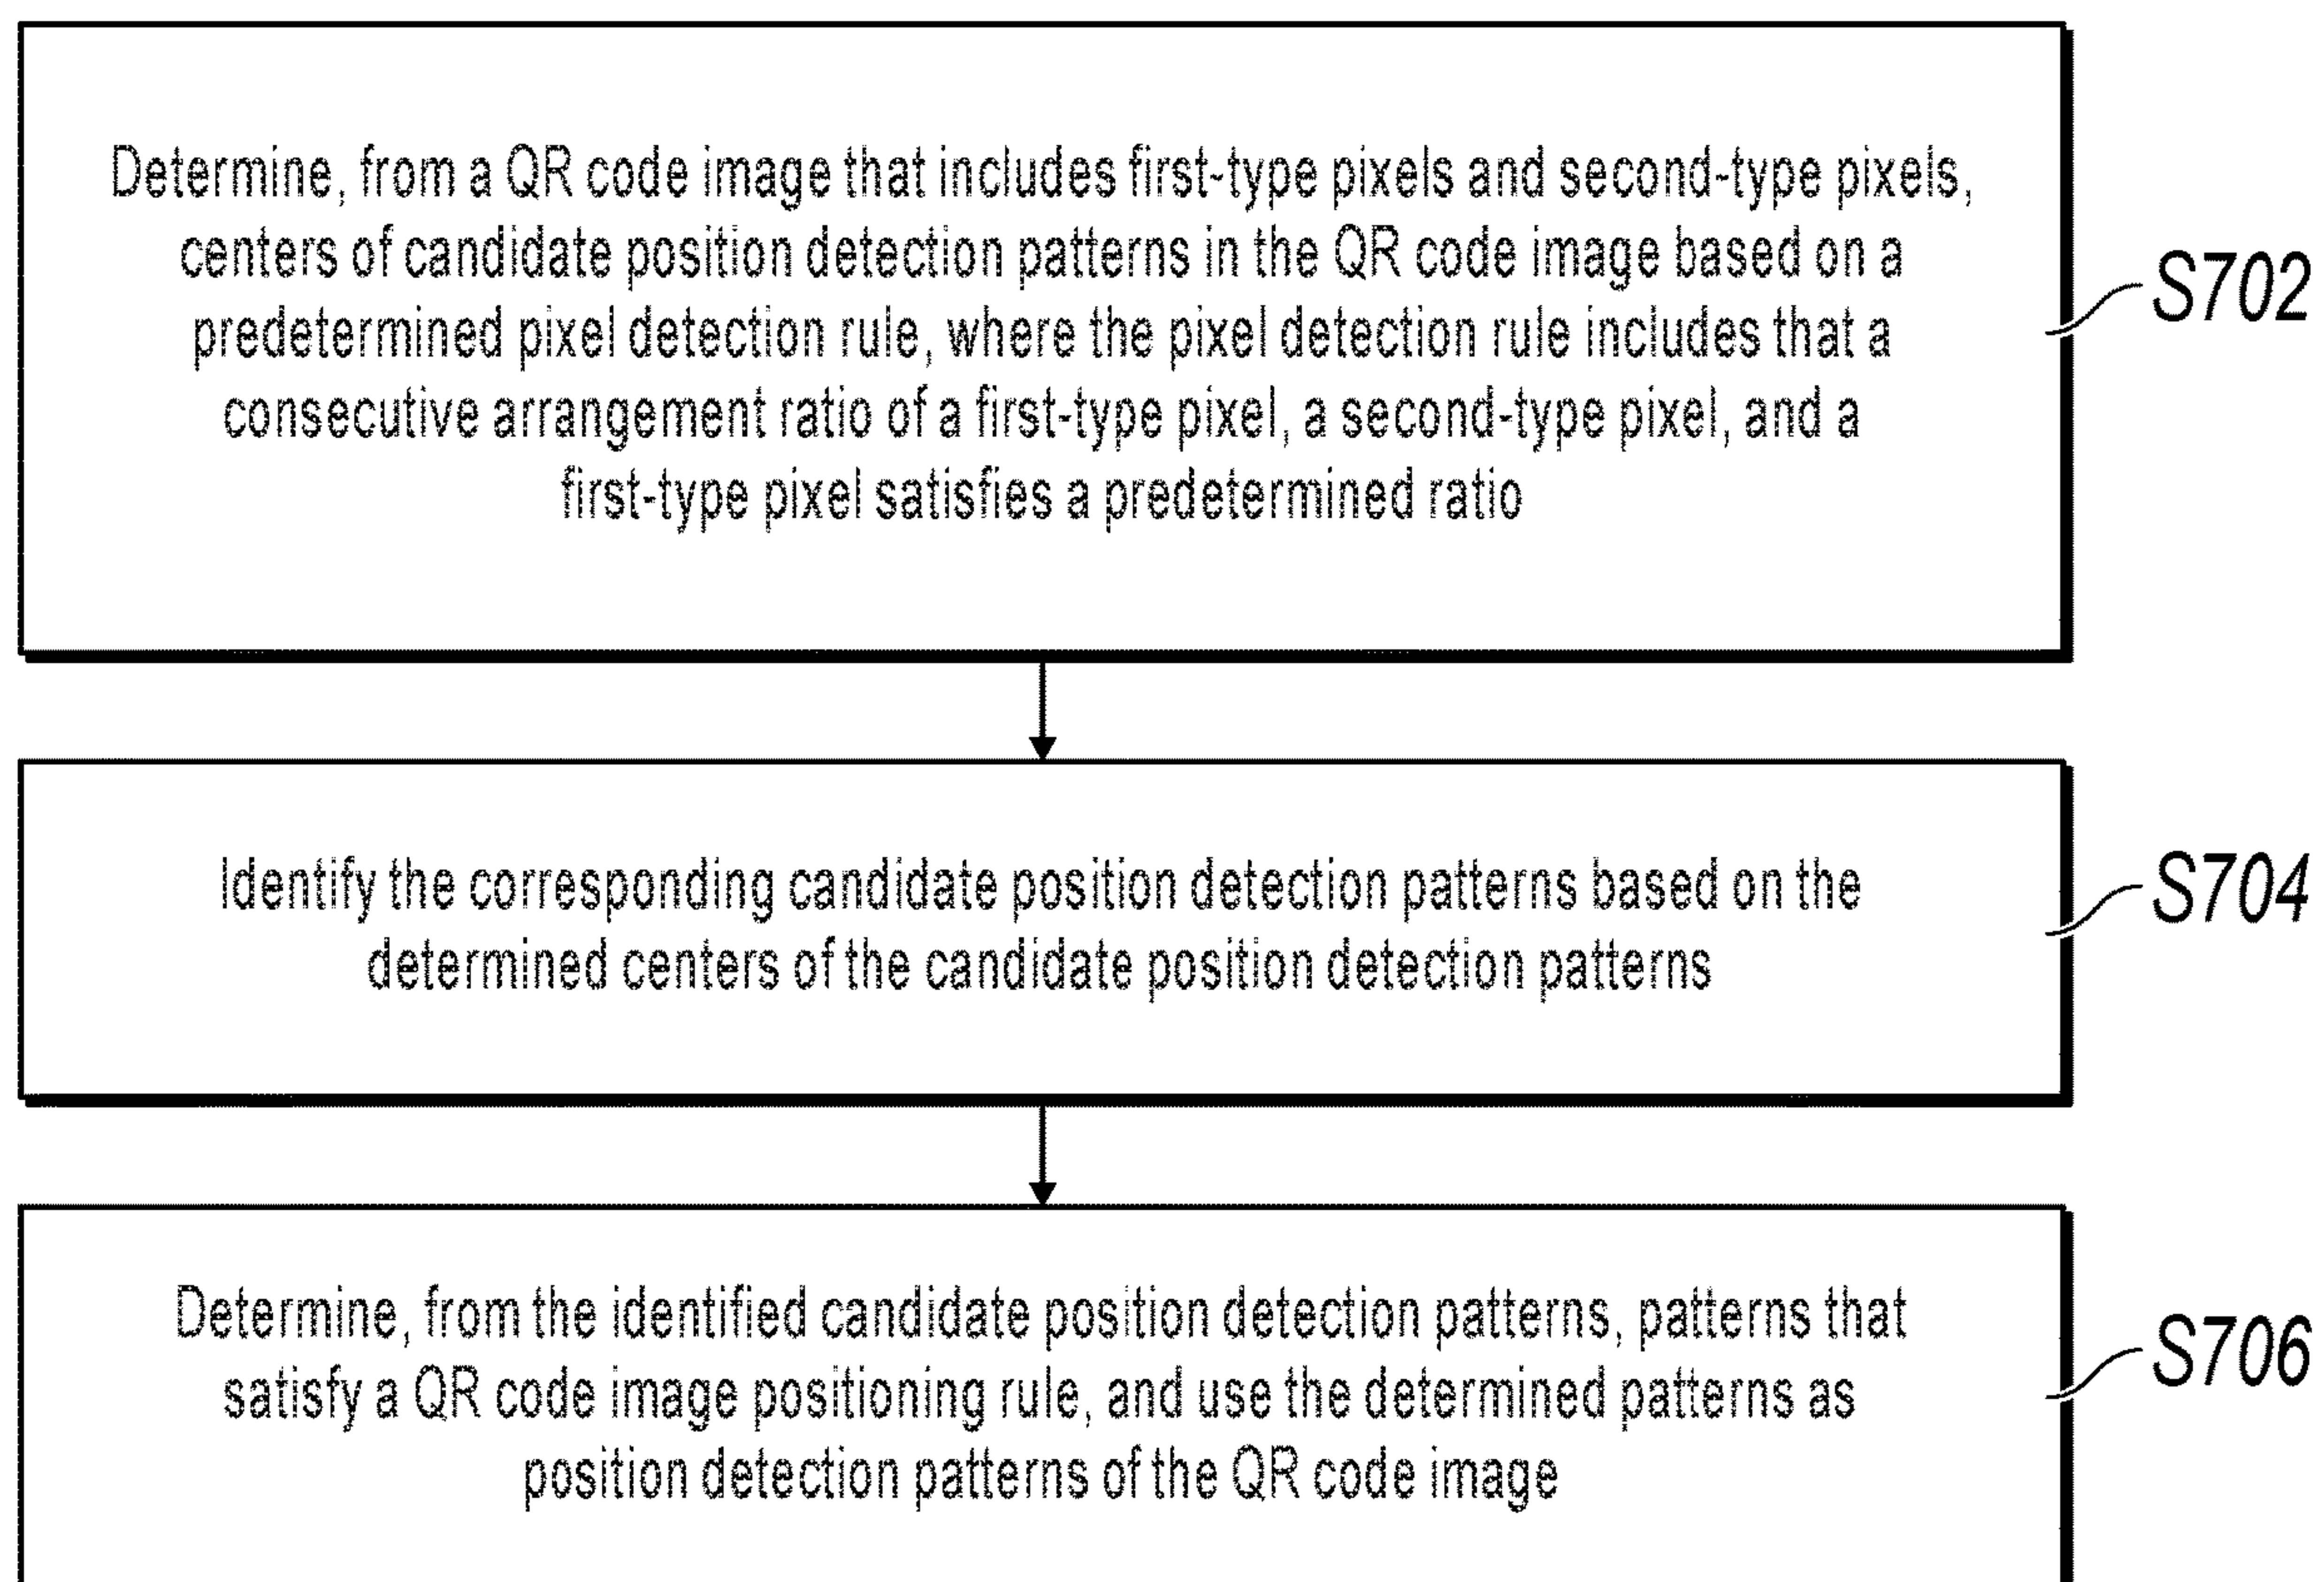 Determine, from a QR code image that includes first-type pixels and second-type pixels,
centers of candidate position detection patterns in the QR code image based on a
predetermined pixel detection rule, where the pixel detection rule includes that a
consecutive arrangement ratio of a first-type pixel, a second-type pixel, and a
first-type pixel satisfies a predetermined ratio
S702
Identify the corresponding candidate position detection patterns based on the
determined centers of the candidate position detection patterns
S704
Determine, from the identified candidate position detection patterns, patterns that
satisfy a QR code image positioning rule, and use the determined patterns as
position detection patterns of the QR code image
S706